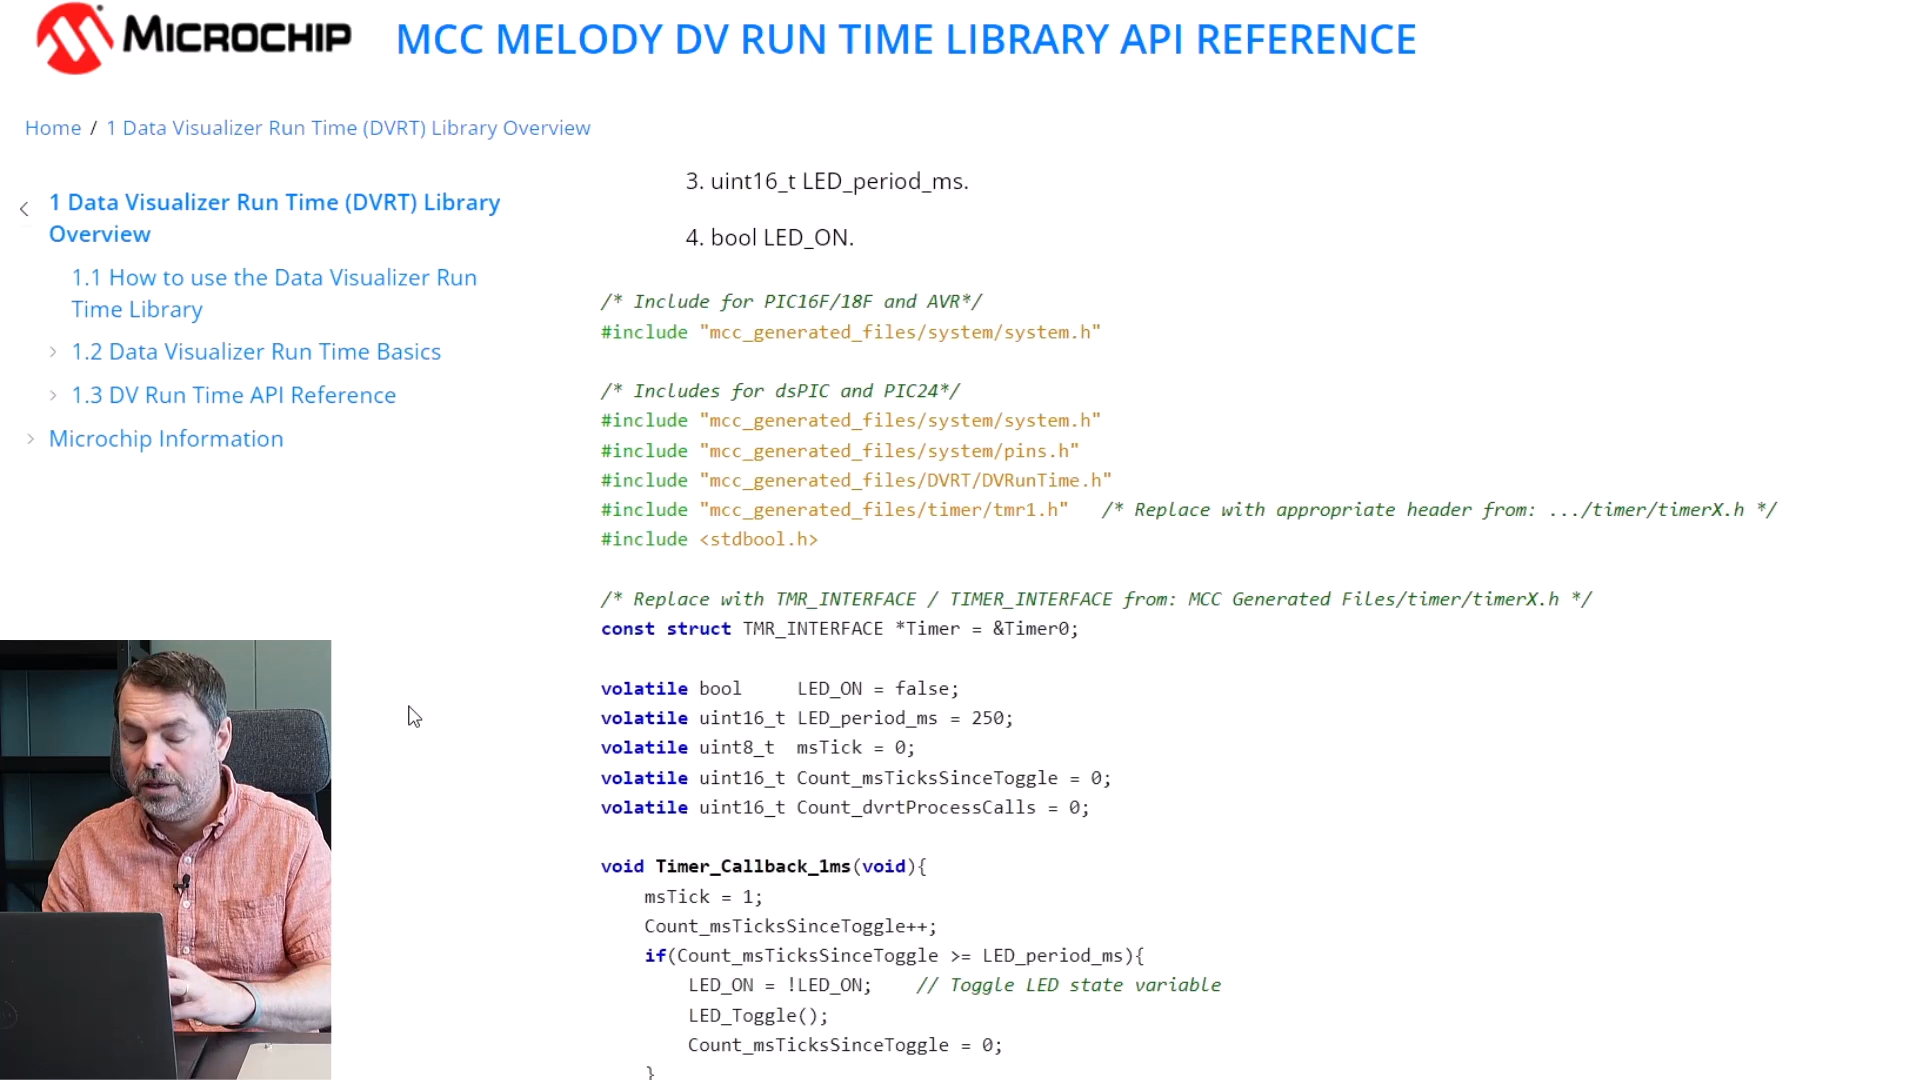 MICROCHIP
MCC MELODY DV RUN TIME LIBRARY API REFERENCE
Home / 1 Data Visualizer Run Time (DVRT) Library Overview
1 Data Visualizer Run Time (DVRT) Library
Overview
1.1 How to use the Data Visualizer Run
Time Library
1.2 Data Visualizer Run Time Basics
1.3 DV Run Time API Reference
Microchip Information
3. uint16_t LED_period_ms.
4. bool LED_ON.
/* Include for PIC16F/18F and AVR*/
#include "mcc_generated_files/system/system.h"
/* Includes for dsPIC and PIC24*/
#include "mcc_generated_files/system/system.h"
#include "mcc_generated_files/system/pins.h"
#include "mcc_generated_files/DVRT/DVRunTime.h"
#include "mcc_generated_files/timer/tmr1.h"   /* Replace with appropriate header from: .../timer/timerX.h */
#include <stdbool.h>
/* Replace with TMR_INTERFACE / TIMER_INTERFACE from: MCC Generated Files/timer/timerX.h */
const struct TMR_INTERFACE *Timer = &Timer0;
volatile bool     LED_ON = false;
volatile uint16_t LED_period_ms = 250;
volatile uint8_t  msTick = 0;
volatile uint16_t Count_msTicksSinceToggle = 0;
volatile uint16_t Count_dvrtProcessCalls = 0;
void Timer_Callback_1ms(void){
    msTick = 1;
    Count_msTicksSinceToggle++;
    if(Count_msTicksSinceToggle >= LED_period_ms){
        LED_ON = !LED_ON;    // Toggle LED state variable
        LED_Toggle();
        Count_msTicksSinceToggle = 0;
    }